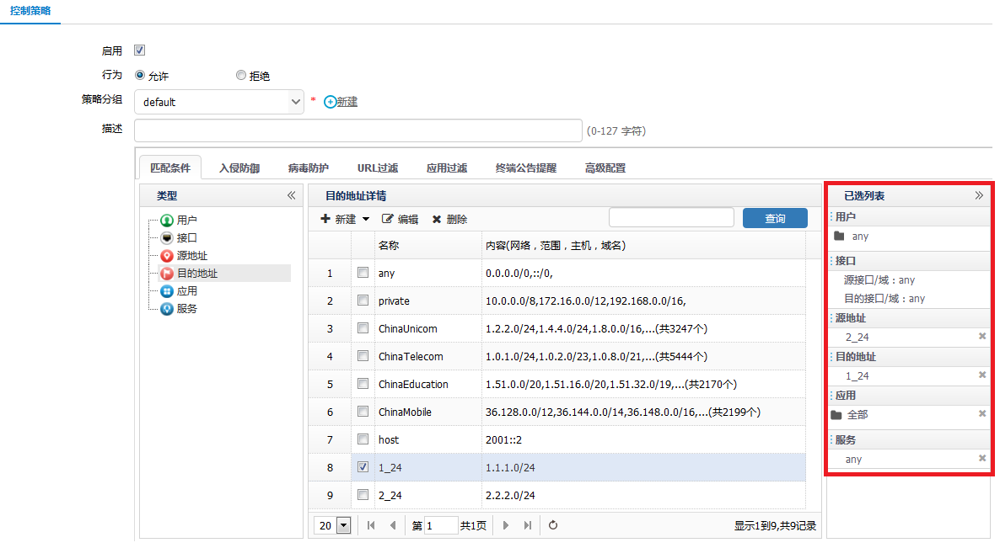 控制策略
启用
行为 允许 拒绝
策略分组 default * 新建
描述 (0-127 字符)
匹配条件 入侵防御 病毒防护 URL过滤 应用过滤 终端公告提醒 高级配置
类型
用户
接口
源地址
目的地址
应用
服务
目的地址详情
新建 编辑 删除 查询
名称 内容(网络，范围，主机，域名)
1 any 0.0.0.0/0,::/0,
2 private 10.0.0.0/8,172.16.0.0/12,192.168.0.0/16,
3 ChinaUnicom 1.2.2.0/24,1.4.4.0/24,1.8.0.0/16,...(共3247个)
4 ChinaTelecom 1.0.1.0/24,1.0.2.0/23,1.0.8.0/21,...(共5444个)
5 ChinaEducation 1.51.0.0/20,1.51.16.0/20,1.51.32.0/19,...(共2170个)
6 ChinaMobile 36.128.0.0/12,36.144.0.0/14,36.148.0.0/16,...(共2199个)
7 host 2001::2
8 1_24 1.1.1.0/24
9 2_24 2.2.2.0/24
20 第 1 共1页 显示1到9,共9记录
已选列表
用户
any
接口
源接口/域：any
目的接口/域：any
源地址
2_24
目的地址
1_24
应用
全部
服务
any